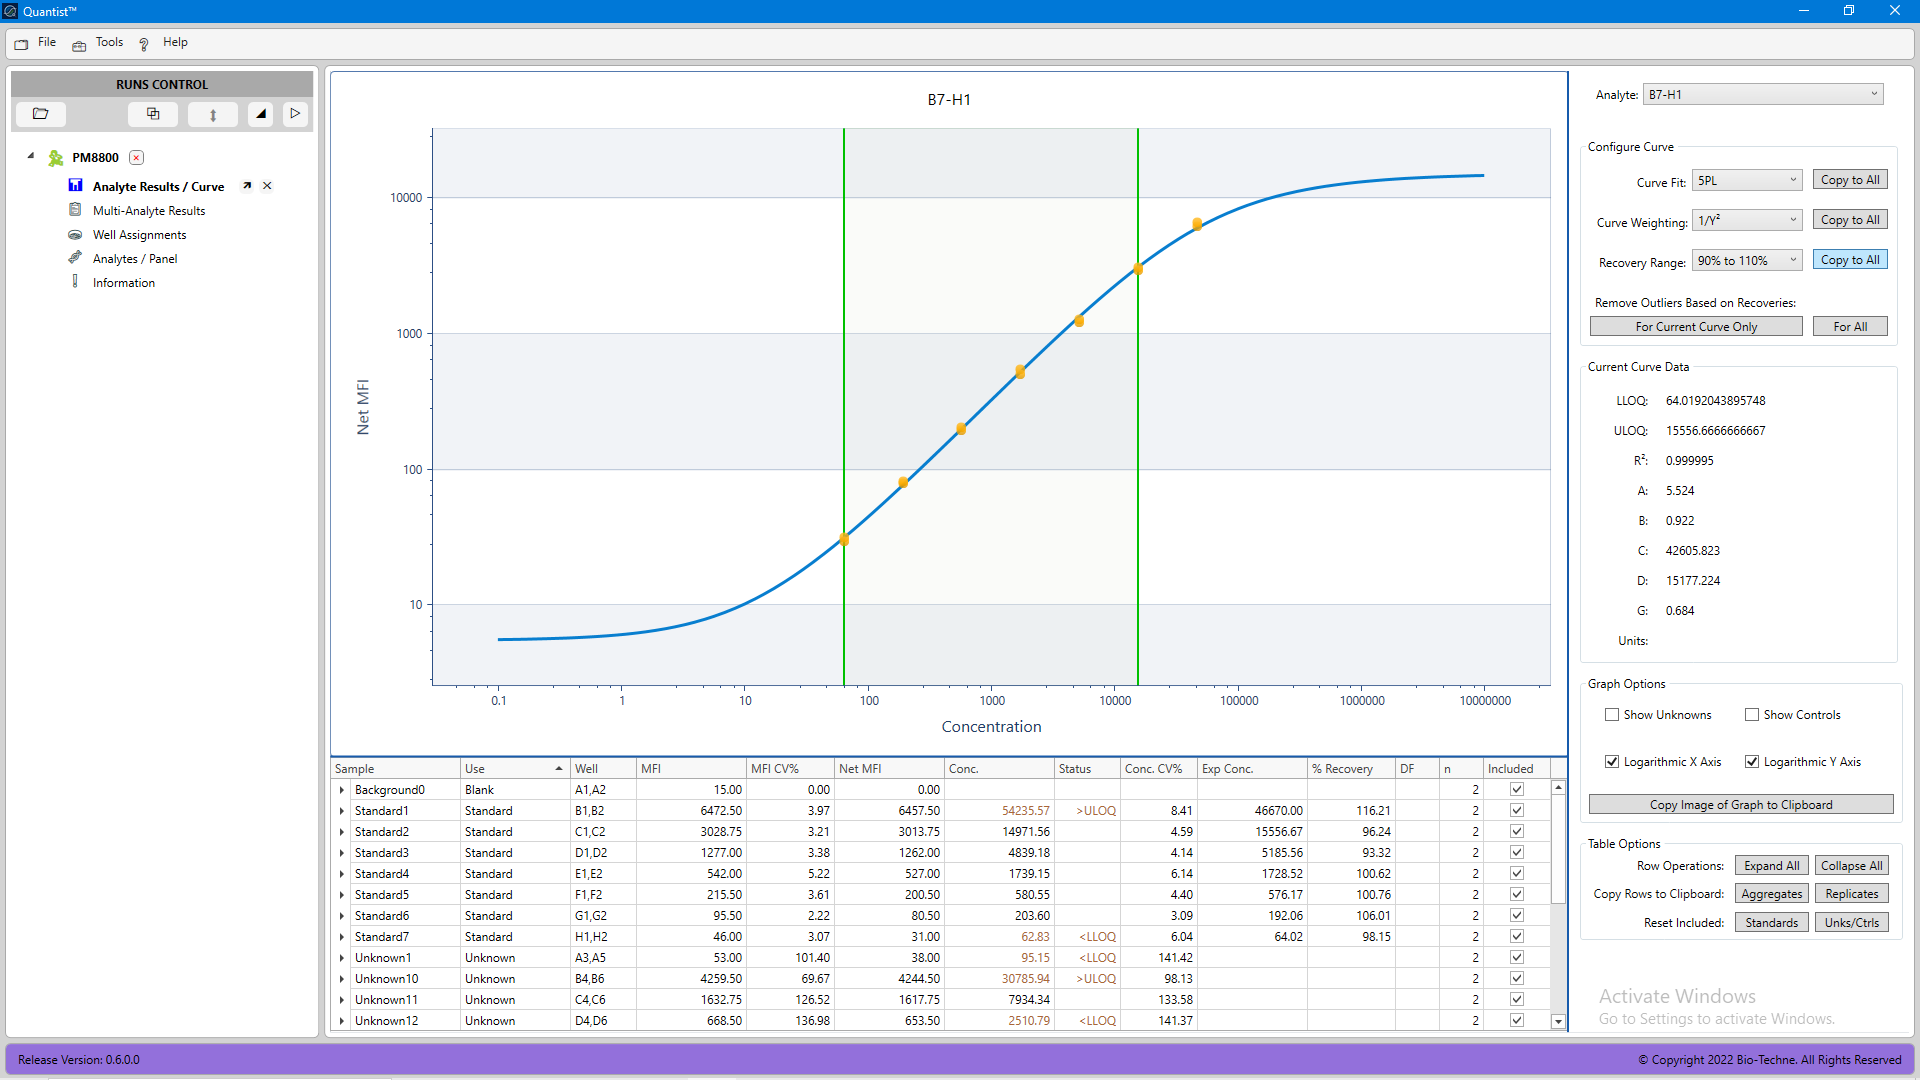 Quantist™
File Tools Help
RUNS CONTROL
PM8800
Analyte Results / Curve
Multi-Analyte Results
Well Assignments
Analytes / Panel
Information
B7-H1
Net MFI
10000
1000
100
10
0.1 1 10 100 1000 10000 100000 1000000 10000000
Concentration
Sample Use Well MFI MFI CV% Net MFI Conc. Status Conc. CV% Exp Conc. % Recovery DF n Included
Background0 Blank A1,A2 15.00 0.00 0.00 2
Standard1 Standard B1,B2 6472.50 3.97 6457.50 54235.57 >ULOQ 8.41 46670.00 116.21 2
Standard2 Standard C1,C2 3028.75 3.21 3013.75 14971.56 4.59 15556.67 96.24 2
Standard3 Standard D1,D2 1277.00 3.38 1262.00 4839.18 4.14 5185.56 93.32 2
Standard4 Standard E1,E2 542.00 5.22 527.00 1739.15 6.14 1728.52 100.62 2
Standard5 Standard F1,F2 215.50 3.61 200.50 580.55 4.40 576.17 100.76 2
Standard6 Standard G1,G2 95.50 2.22 80.50 203.60 3.09 192.06 106.01 2
Standard7 Standard H1,H2 46.00 3.07 31.00 62.83 <LLOQ 6.04 64.02 98.15 2
Unknown1 Unknown A3,A5 53.00 101.40 38.00 95.15 <LLOQ 141.42 2
Unknown10 Unknown B4,B6 4259.50 69.67 4244.50 30785.94 >ULOQ 98.13 2
Unknown11 Unknown C4,C6 1632.75 126.52 1617.75 7934.34 133.58 2
Unknown12 Unknown D4,D6 668.50 136.98 653.50 2510.79 <LLOQ 141.37 2
Analyte: B7-H1
Configure Curve
Curve Fit: 5PL Copy to All
Curve Weighting: 1/Y² Copy to All
Recovery Range: 90% to 110% Copy to All
Remove Outliers Based on Recoveries:
For Current Curve Only For All
Current Curve Data
LLOQ: 64.0192043895748
ULOQ: 15556.6666666667
R²: 0.999995
A: 5.524
B: 0.922
C: 42605.823
D: 15177.224
G: 0.684
Units:
Graph Options
Show Unknowns Show Controls
Logarithmic X Axis Logarithmic Y Axis
Copy Image of Graph to Clipboard
Table Options
Row Operations: Expand All Collapse All
Copy Rows to Clipboard: Aggregates Replicates
Reset Included: Standards Unks/Ctrls
Activate Windows
Go to Settings to activate Windows.
Release Version: 0.6.0.0
© Copyright 2022 Bio-Techne. All Rights Reserved